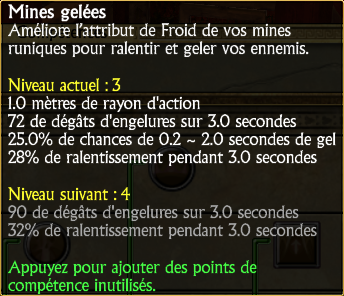 Mines gelées
Améliore l'attribut de Froid de vos mines
runiques pour ralentir et geler vos ennemis.
Niveau actuel : 3
1.0 mètres de rayon d'action
72 de dégâts d'engelures sur 3.0 secondes
25.0% de chances de 0.2 ~ 2.0 secondes de gel
28% de ralentissement pendant 3.0 secondes
Niveau suivant : 4
90 de dégâts d'engelures sur 3.0 secondes
32% de ralentissement pendant 3.0 secondes
Appuyez pour ajouter des points de
compétence inutilisés.